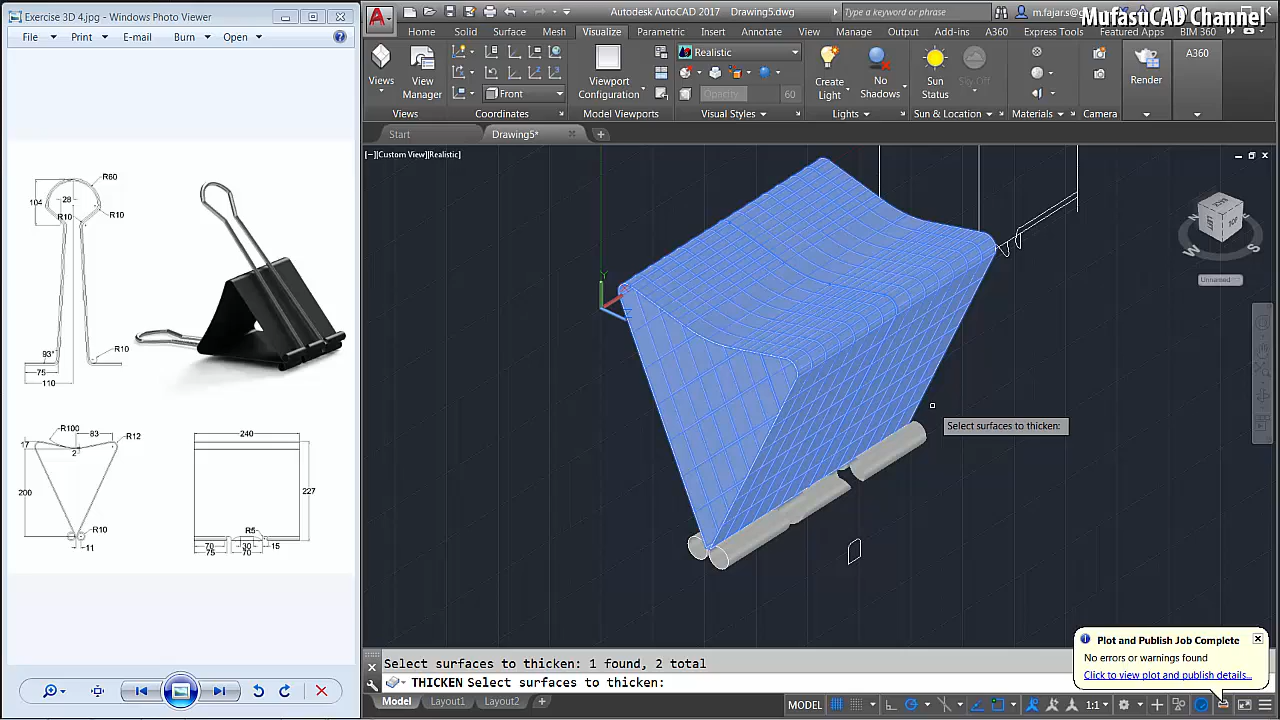 Exercise 3D 4.jpg - Windows Photo Viewer
File Print E-mail Burn Open
R60
104
28
R10
R10
93°
R10
75
110
R100
83
R12
17
2
200
R10
11
240
227
R5
70 30 15
75 70
Autodesk AutoCAD 2017 Drawing5.dwg
Type a keyword or phrase
m.fajar.s@
MufasuCAD Channel
Home Solid Surface Mesh Visualize Parametric Insert Annotate View Manage Output Add-ins A360 Express Tools Featured Apps BIM 360
Views
View Manager
Front
Viewport Configuration
Realistic
Opacity 60
Create Light
No Shadows
Sun Status
Sky Off
Render
A360
Views Coordinates Model Viewports Visual Styles Lights Sun & Location Materials Camera
Start Drawing5*
[–][Custom View][Realistic]
Y
W
S
Unnamed
Select surfaces to thicken:
Plot and Publish Job Complete
No errors or warnings found
Click to view plot and publish details...
Select surfaces to thicken: 1 found, 2 total
THICKEN Select surfaces to thicken:
Model Layout1 Layout2
MODEL
1:1